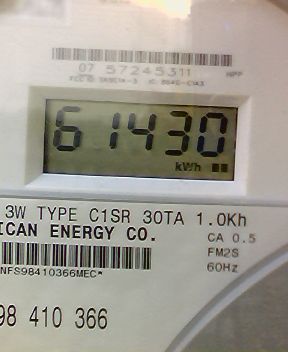 07 57245311
61430
kWh
3W TYPE C1SR 30TA 1.0Kh
ICAN ENERGY CO.
CA 0.5
FM2S
60Hz
NFS98410366MEC*
98 410 366